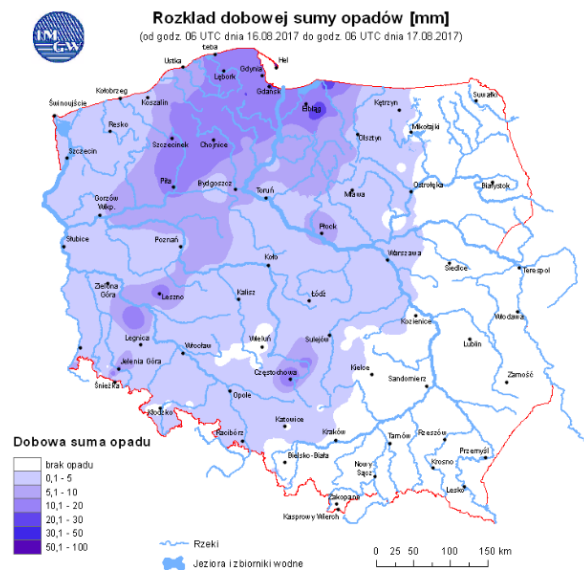 IM
GW
Rozkład dobowej sumy opadów [mm]
(od godz. 06 UTC dnia 16.08.2017 do godz. 06 UTC dnia 17.08.2017)
Łeba
Ustka
Hel
Gdynia
Lębork
Gdańsk
Kołobrzeg
Koszalin
Suwałki
Świnoujście
Elbląg
Kętrzyn
Resko
Szczecinek
Chojnice
Olsztyn
Mikołajki
Szczecin
Piła
Bydgoszcz
Toruń
Mława
Ostrołęka
Białystok
Gorzów
Wlkp.
Płock
Słubice
Poznań
Koło
Warszawa
Siedlce
Terespol
Zielona
Góra
Leszno
Kalisz
Łódź
Kozienice
Włodawa
Legnica
Wrocław
Wieluń
Sulejów
Lublin
Jelenia Góra
Częstochowa
Kielce
Sandomierz
Zamość
Śnieżka
Opole
Kłodzko
Racibórz
Katowice
Kraków
Tarnów
Rzeszów
Przemyśl
Bielsko-Biała
Nowy
Sącz
Krosno
Lesko
Zakopane
Kasprowy Wierch
Dobowa suma opadu
brak opadu
0,1 - 5
5,1 - 10
10,1 - 20
20,1 - 30
30,1 - 50
50,1 - 100
Rzeki
Jeziora i zbiorniki wodne
0 25 50 100 150 km